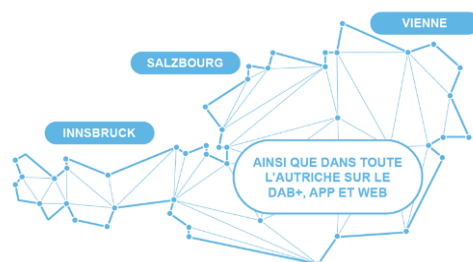 VIENNE
SALZBOURG
INNSBRUCK
AINSI QUE DANS TOUTE
L'AUTRICHE SUR LE
DAB+, APP ET WEB